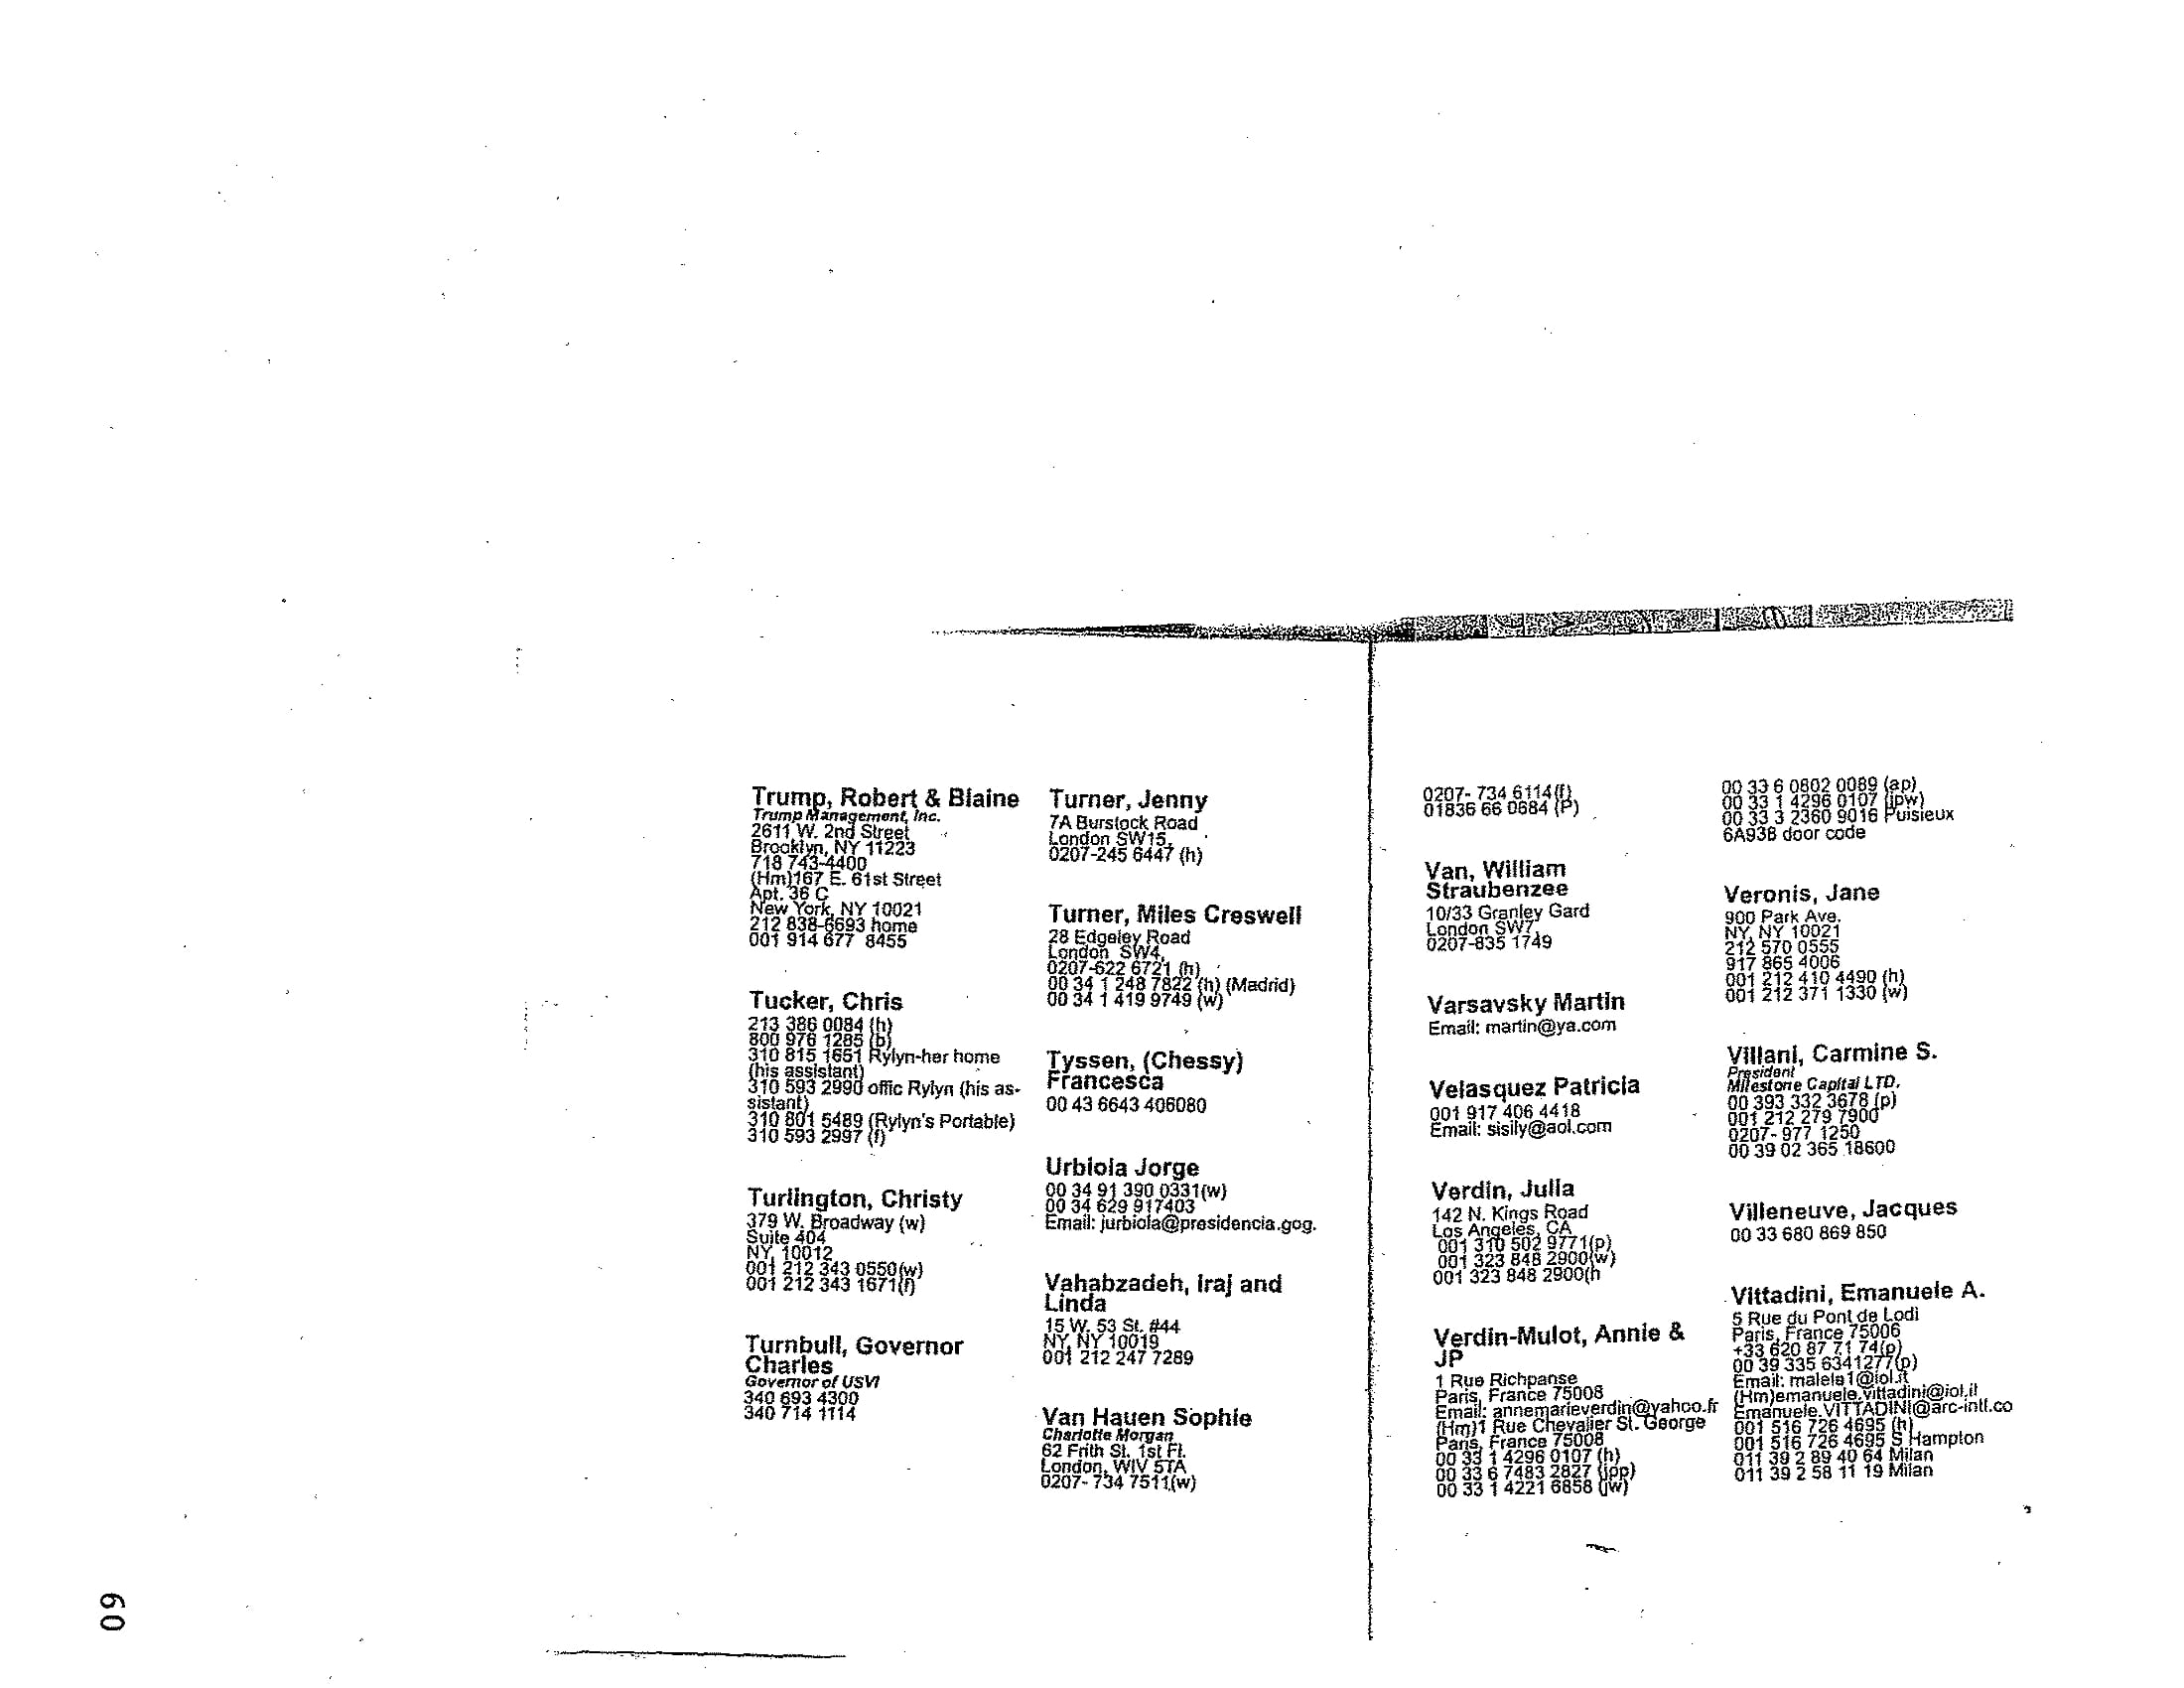 Trump, Robert & Blaine
Trump Management, Inc.
2611 W. 2nd Street
Brooklyn, NY 11223
718 743-4400
(Hm)167 E. 61st Street
Apt. 36 C
New York, NY 10021
212 838-6693 home
001 914 677 8455
Tucker, Chris
213 386 0084 (h)
800 976 1285 (b)
310 815 1651 Rylyn-her home
(his assistant)
310 593 2990 offic Rylyn (his as-
sistant)
310 801 5489 (Rylyn's Portable)
310 593 2997 (f)
Turlington, Christy
379 W. Broadway (w)
Suite 404
NY, 10012
001 212 343 0550(w)
001 212 343 1671(f)
Turnbull, Governor
Charles
Governor of USVI
340 693 4300
340 714 1114
Turner, Jenny
7A Burstock Road
London SW15,
0207-245 6447 (h)
Turner, Miles Creswell
28 Edgeley Road
London SW4,
0207-622 6721 (h)
00 34 1 248 7822 (h) (Madrid)
00 34 1 419 9749 (w)
Tyssen, (Chessy)
Francesca
00 43 6643 406080
Urbiola Jorge
00 34 91 390 0331(w)
00 34 629 917403
Email: jurbiola@presidencia.gog.
Vahabzadeh, Iraj and
Linda
15 W. 53 St. #44
NY, NY 10019
001 212 247 7289
Van Hauen Sophie
Charlotte Morgan
62 Frith St. 1st Fl.
London, WIV 5TA
0207- 734 7511(w)
0207- 734 6114(f)
01836 66 0684 (P)
Van, William
Straubenzee
10/33 Granley Gard
London SW7,
0207-835 1749
Varsavsky Martin
Email: martin@ya.com
Velasquez Patricia
001 917 406 4418
Email: sisily@aol.com
Verdin, Julia
142 N. Kings Road
Los Angeles, CA
001 310 502 9771(p)
001 323 848 2900(w)
001 323 848 2900(h
Verdin-Mulot, Annie &
JP
1 Rue Richpanse
Paris, France 75008
Email: annemarieverdin@yahoo.fr
(Hm)1 Rue Chevalier St. George
Paris, France 75008
00 33 1 4296 0107 (h)
00 33 6 7483 2827 (jpp)
00 33 1 4221 6858 (jw)
00 33 6 0802 0089 (ap)
00 33 1 4296 0107 (jpw)
00 33 3 2360 9016 Puisieux
6A93B door code
Veronis, Jane
900 Park Ave.
NY, NY 10021
212 570 0555
917 865 4006
001 212 410 4490 (h)
001 212 371 1330 (w)
Villani, Carmine S.
President
Milestone Capital LTD.
00 393 332 3678 (p)
001 212 279 7900
0207- 977 1250
00 39 02 365 18600
Villeneuve, Jacques
00 33 680 869 850
Vittadini, Emanuele A.
5 Rue du Pont de Lodi
Paris, France 75006
+33 620 87 71 74(p)
00 39 335 6341277(p)
Email: malele1@iol.it
(Hm)emanuele.vittadini@iol.it
Emanuele.VITTADINI@arc-intl.co
001 516 726 4695 (h)
001 516 726 4695 S Hampton
011 39 2 89 40 64 Milan
011 39 2 58 11 19 Milan
60